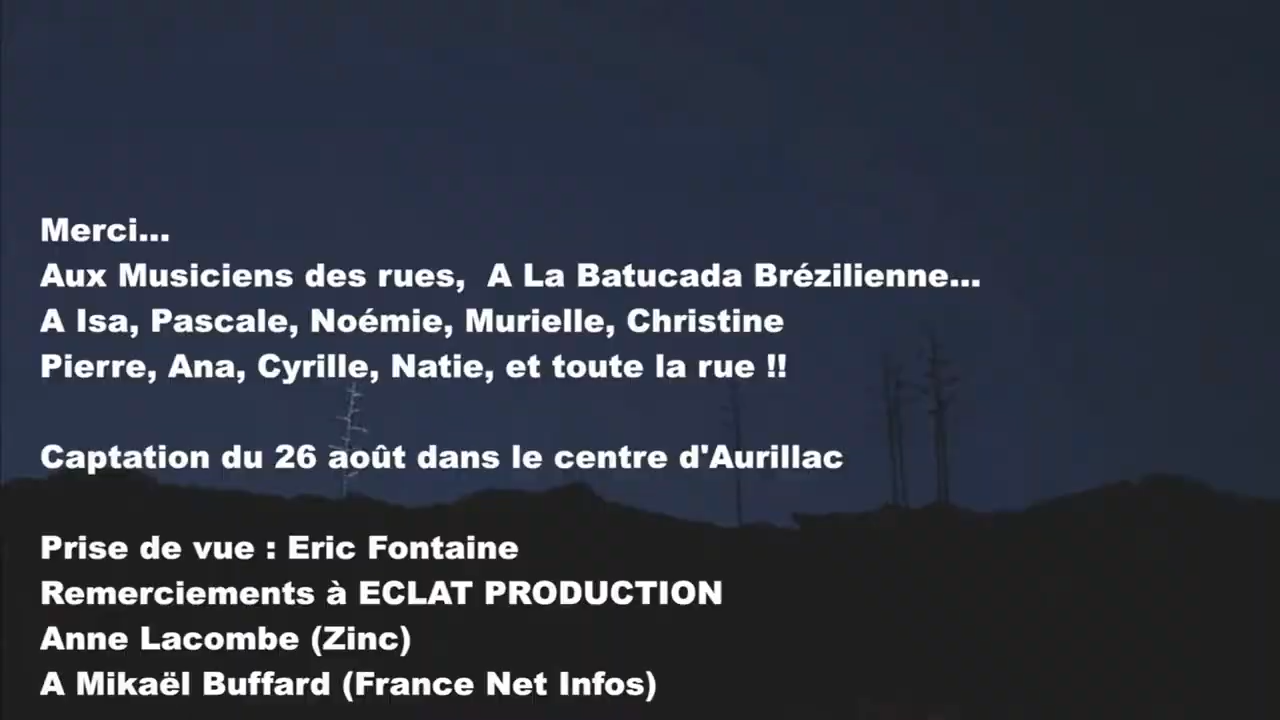 Merci...
Aux Musiciens des rues,  A La Batucada Brézilienne...
A Isa, Pascale, Noémie, Murielle, Christine
Pierre, Ana, Cyrille, Natie, et toute la rue !!
Captation du 26 août dans le centre d'Aurillac
Prise de vue : Eric Fontaine
Remerciements à ECLAT PRODUCTION
Anne Lacombe (Zinc)
A Mikaël Buffard (France Net Infos)